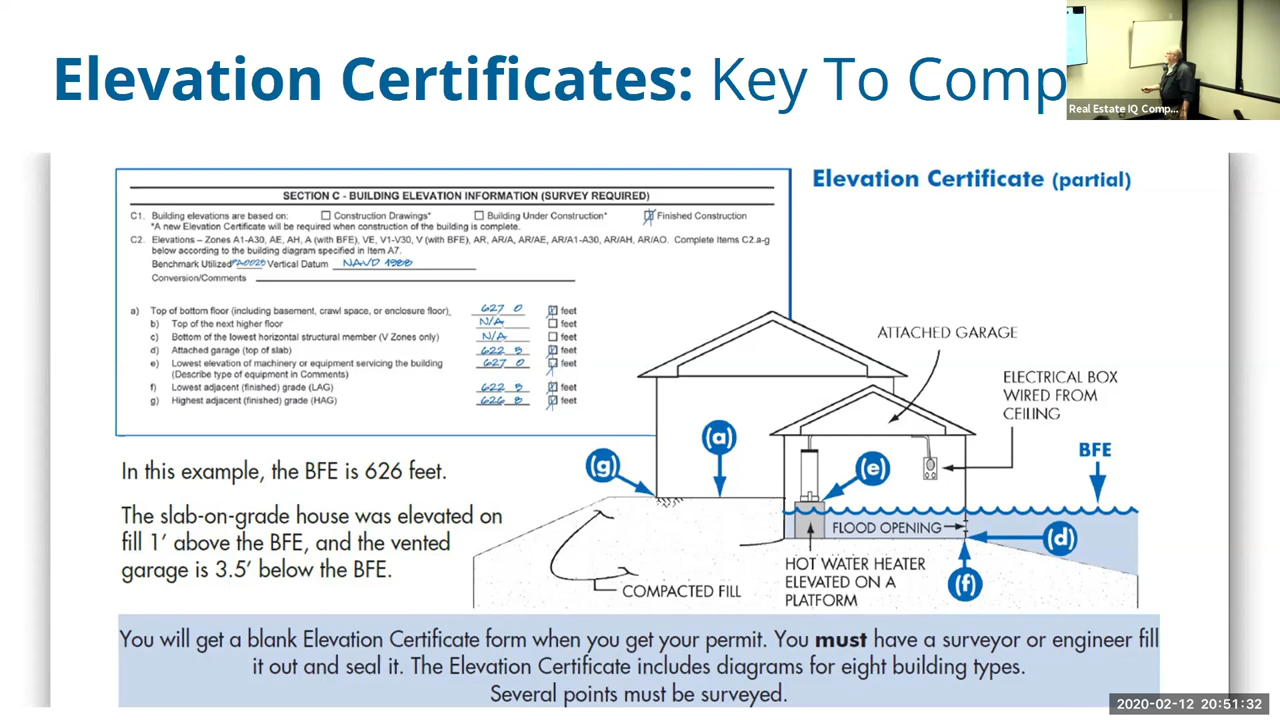 Elevation Certificates: Key To Comp
Real Estate IQ Comp...
Elevation Certificate (partial)
SECTION C - BUILDING ELEVATION INFORMATION (SURVEY REQUIRED)
C1. Building elevations are based on: Construction Drawings* Building Under Construction* Finished Construction
*A new Elevation Certificate will be required when construction of the building is complete.
C2. Elevations – Zones A1-A30, AE, AH, A (with BFE), VE, V1-V30, V (with BFE), AR, AR/A, AR/AE, AR/A1-A30, AR/AH, AR/AO. Complete Items C2.a-g
below according to the building diagram specified in Item A7.
Benchmark Utilized Vertical Datum NAVD 1988
Conversion/Comments
a) Top of bottom floor (including basement, crawl space, or enclosure floor), 627 0 feet
b) Top of the next higher floor N/A feet
c) Bottom of the lowest horizontal structural member (V Zones only) N/A feet
d) Attached garage (top of slab) 622 5 feet
e) Lowest elevation of machinery or equipment servicing the building 627 0 feet
(Describe type of equipment in Comments)
f) Lowest adjacent (finished) grade (LAG) 622 5 feet
g) Highest adjacent (finished) grade (HAG) 626 8 feet
ATTACHED GARAGE
ELECTRICAL BOX
WIRED FROM
CEILING
BFE
(a)
(g)
(e)
FLOOD OPENING
(d)
(f)
HOT WATER HEATER
ELEVATED ON A
PLATFORM
COMPACTED FILL
In this example, the BFE is 626 feet.
The slab-on-grade house was elevated on
fill 1’ above the BFE, and the vented
garage is 3.5’ below the BFE.
You will get a blank Elevation Certificate form when you get your permit. You must have a surveyor or engineer fill
it out and seal it. The Elevation Certificate includes diagrams for eight building types.
Several points must be surveyed.
2020-02-12 20:51:32